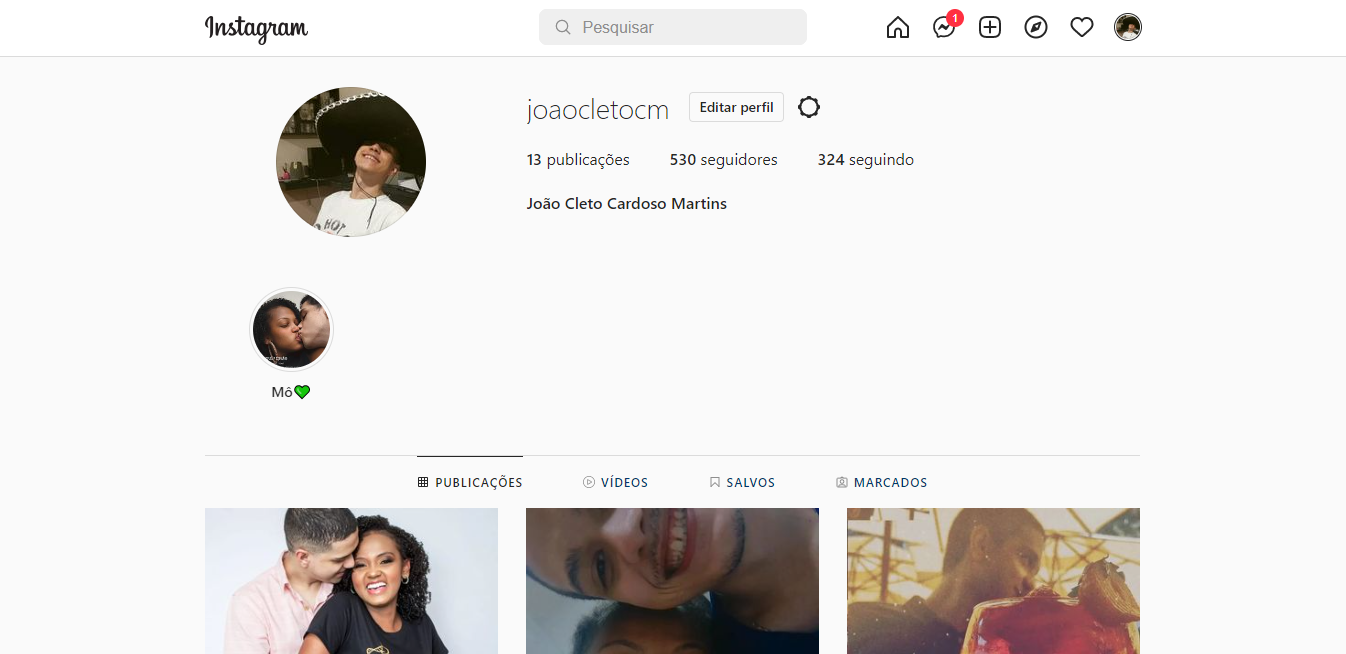 Instagram
Pesquisar
1
joaocletocm
Editar perfil
13 publicações 530 seguidores 324 seguindo
João Cleto Cardoso Martins
Mô💚
PUBLICAÇÕES VÍDEOS SALVOS MARCADOS